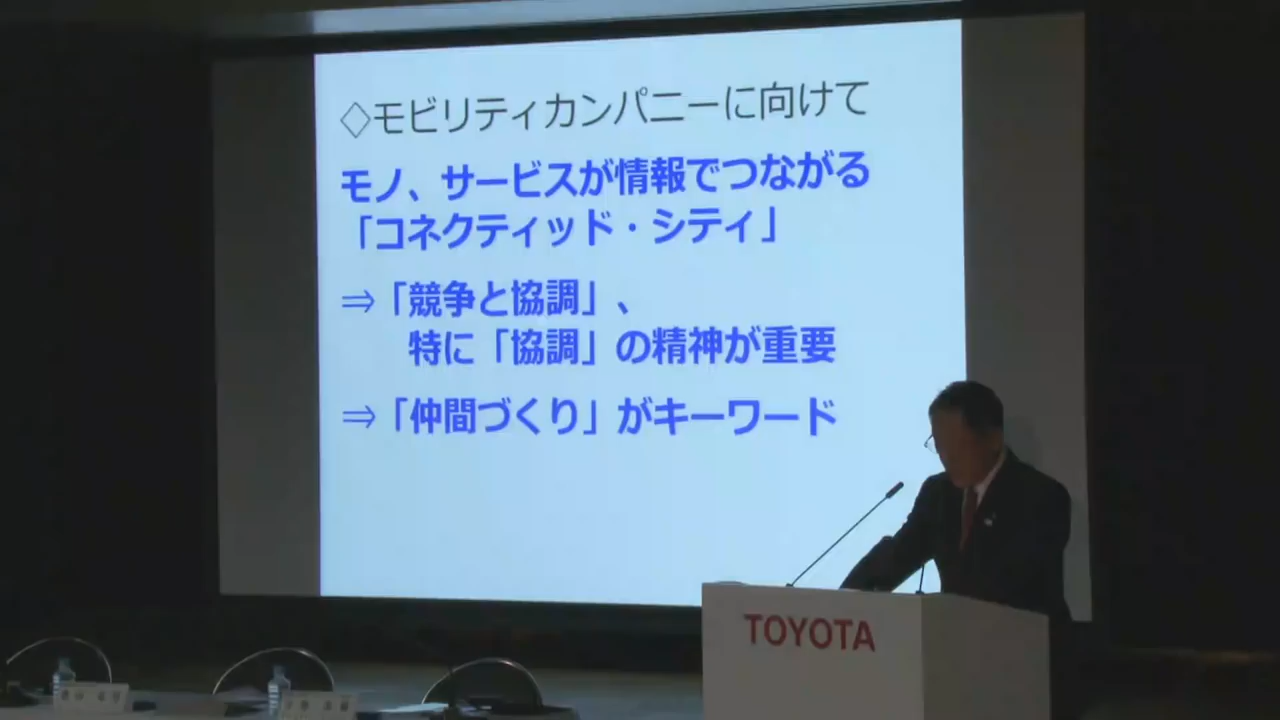 ◇モビリティカンパニーに向けて
モノ、サービスが情報でつながる
「コネクティッド・シティ」
⇒「競争と協調」、
特に「協調」の精神が重要
⇒「仲間づくり」がキーワード
TOYOTA